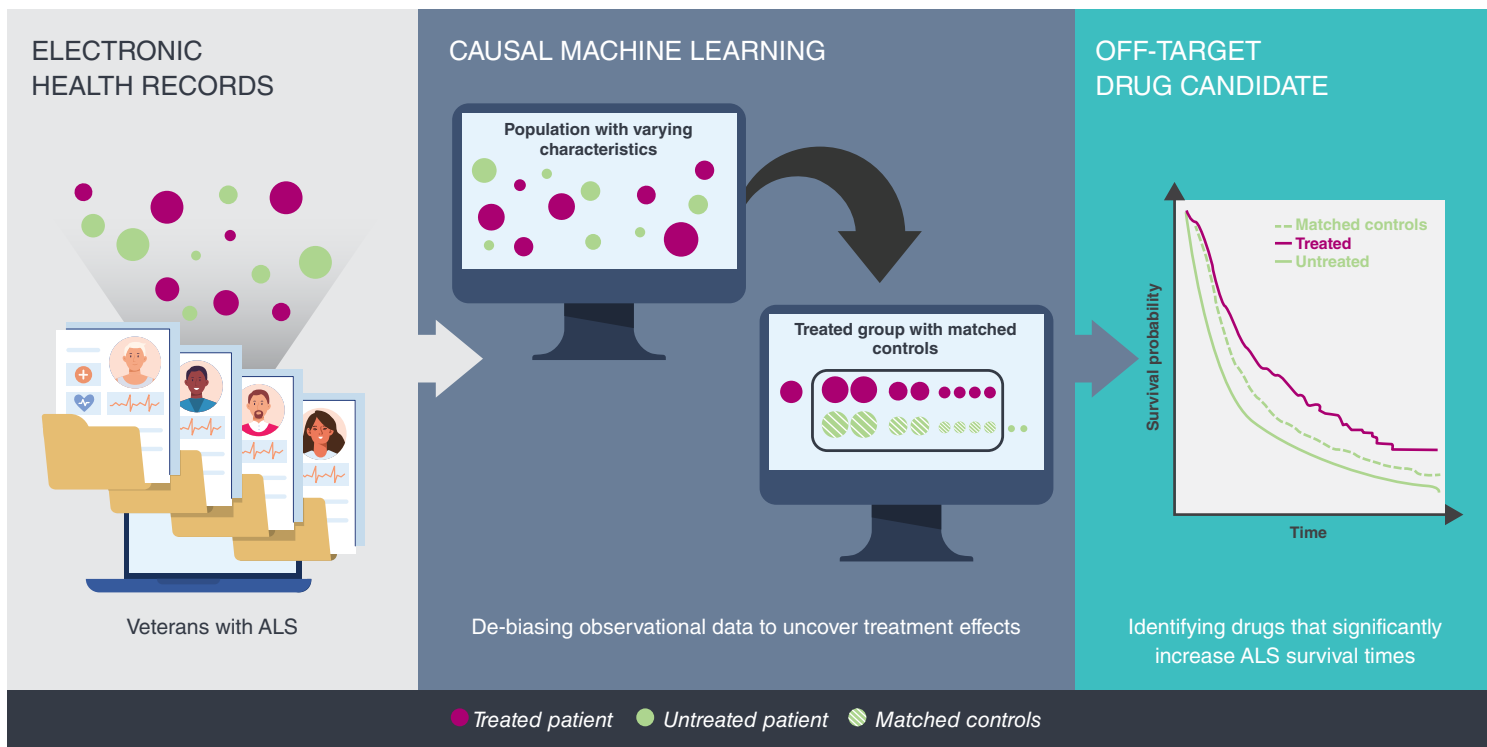 ELECTRONIC
HEALTH RECORDS
Veterans with ALS
CAUSAL MACHINE LEARNING
Population with varying
characteristics
Treated group with matched
controls
De-biasing observational data to uncover treatment effects
OFF-TARGET
DRUG CANDIDATE
Matched controls
Treated
Untreated
Survival probability
Time
Identifying drugs that significantly
increase ALS survival times
Treated patient
Untreated patient
Matched controls